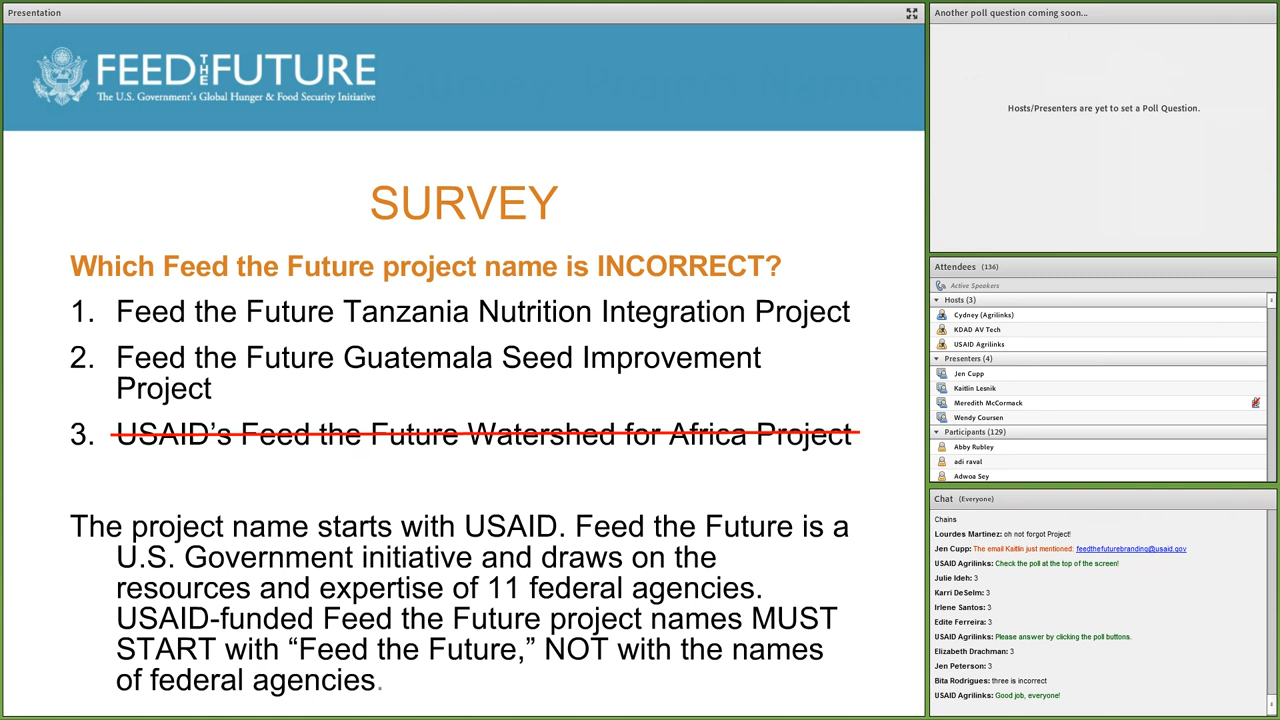 Presentation
FEED THE FUTURE
The U.S. Government's Global Hunger & Food Security Initiative
SURVEY
Which Feed the Future project name is INCORRECT?
1. Feed the Future Tanzania Nutrition Integration Project
2. Feed the Future Guatemala Seed Improvement
Project
3. USAID's Feed the Future Watershed for Africa Project
The project name starts with USAID. Feed the Future is a
U.S. Government initiative and draws on the
resources and expertise of 11 federal agencies.
USAID-funded Feed the Future project names MUST
START with “Feed the Future,” NOT with the names
of federal agencies.
Another poll question coming soon...
Hosts/Presenters are yet to set a Poll Question.
Attendees (136)
Active Speakers
Hosts (3)
Cydney (Agrilinks)
KDAD AV Tech
USAID Agrilinks
Presenters (4)
Jen Cupp
Kaitlin Lesnik
Meredith McCormack
Wendy Coursen
Participants (129)
Abby Rubley
adi raval
Adwoa Sey
Chat (Everyone)
Chains
Lourdes Martinez: oh not forgot Project!
Jen Cupp: The email Kaitlin just mentioned: feedthefuturebranding@usaid.gov
USAID Agrilinks: Check the poll at the top of the screen!
Julie Ideh: 3
Karri DeSelm: 3
Irlene Santos: 3
Edite Ferreira: 3
USAID Agrilinks: Please answer by clicking the poll buttons.
Elizabeth Drachman: 3
Jen Peterson: 3
Bita Rodrigues: three is incorrect
USAID Agrilinks: Good job, everyone!